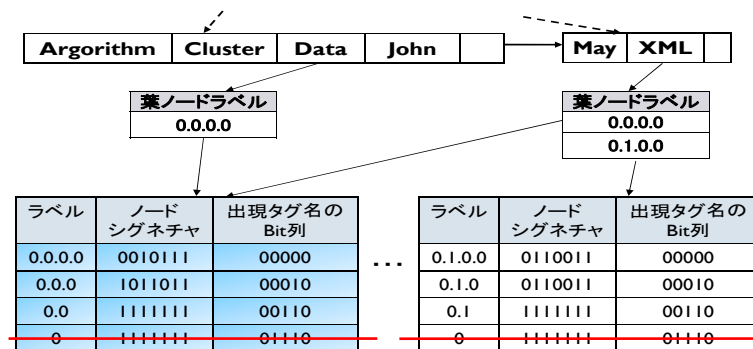 Argorithm Cluster Data John May XML
葉ノードラベル 葉ノードラベル
0.0.0.0 0.0.0.0
0.1.0.0
ラベル ノード シグネチャ 出現タグ名の Bit列 ラベル ノード シグネチャ 出現タグ名の Bit列
0.0.0.0 0010111 00000 ... 0.1.0.0 0110011 00000
0.0.0 1011011 00010 0.1.0 0110011 00010
0.0 1111111 00110 0.1 1111111 00110
0 1111111 01110 0 1111111 01110